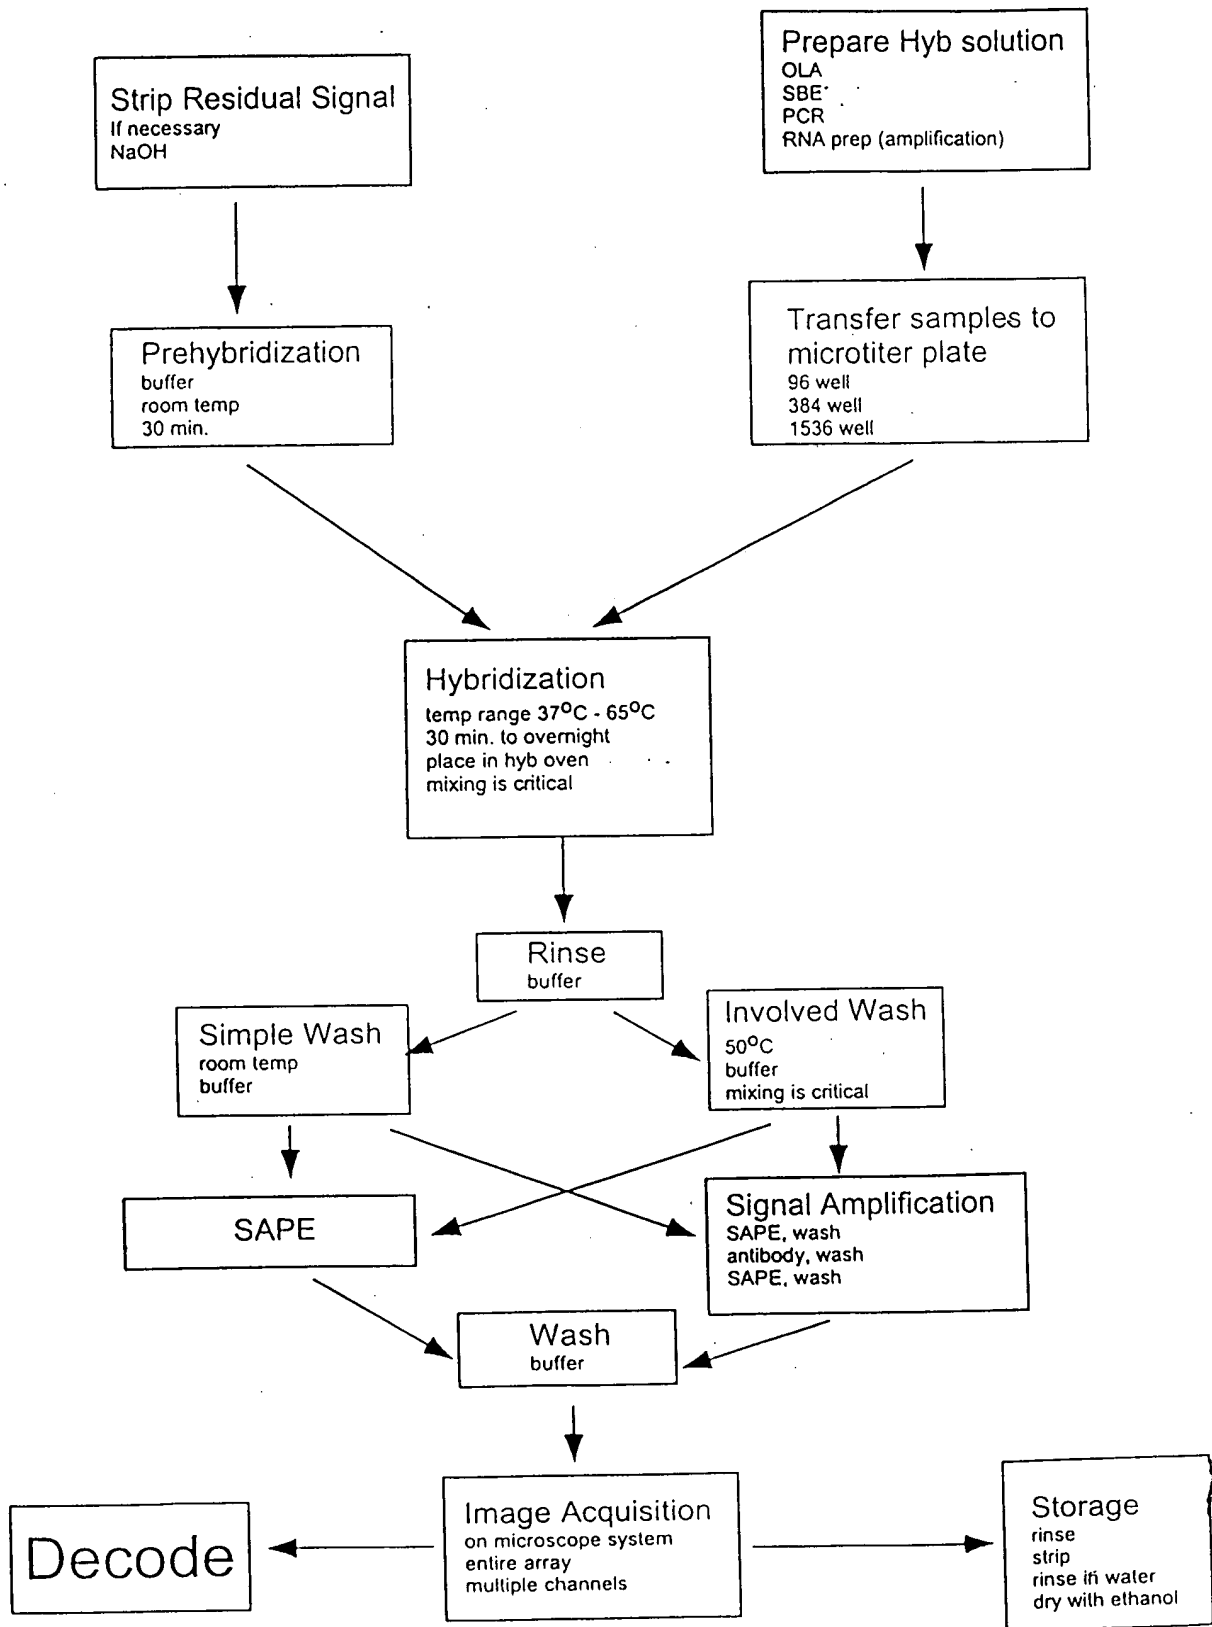 Strip Residual Signal
If necessary
NaOH
Prepare Hyb solution
OLA
SBE
PCR
RNA prep (amplification)
Prehybridization
buffer
room temp
30 min.
Transfer samples to
microtiter plate
96 well
384 well
1536 well
Hybridization
temp range 37°C - 65°C
30 min. to overnight
place in hyb oven
mixing is critical
Rinse
buffer
Simple Wash
room temp
buffer
Involved Wash
50°C
buffer
mixing is critical
SAPE
Signal Amplification
SAPE, wash
antibody, wash
SAPE, wash
Wash
buffer
Decode
Image Acquisition
on microscope system
entire array
multiple channels
Storage
rinse
strip
rinse in water
dry with ethanol